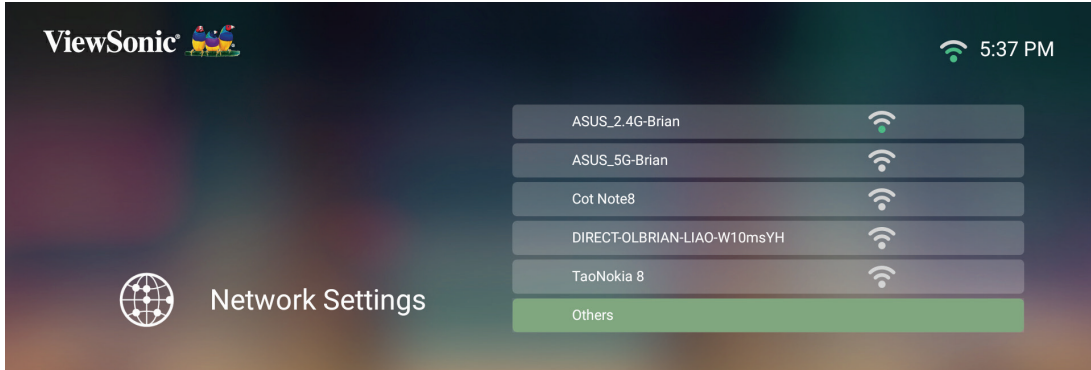 ViewSonic®
5:37 PM
ASUS_2.4G-Brian
ASUS_5G-Brian
Cot Note8
DIRECT-OLBRIAN-LIAO-W10msYH
TaoNokia 8
Network Settings
Others